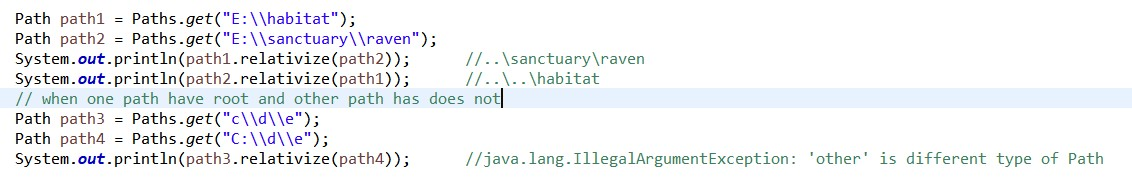 Path path1 = Paths.get("E:\\habitat");
Path path2 = Paths.get("E:\\sanctuary\\raven");
System.out.println(path1.relativize(path2));      //..\sanctuary\raven
System.out.println(path2.relativize(path1));      //..\..\habitat
// when one path have root and other path has does not
Path path3 = Paths.get("c\\d\\e");
Path path4 = Paths.get("C:\\d\\e");
System.out.println(path3.relativize(path4));      //java.lang.IllegalArgumentException: 'other' is different type of Path